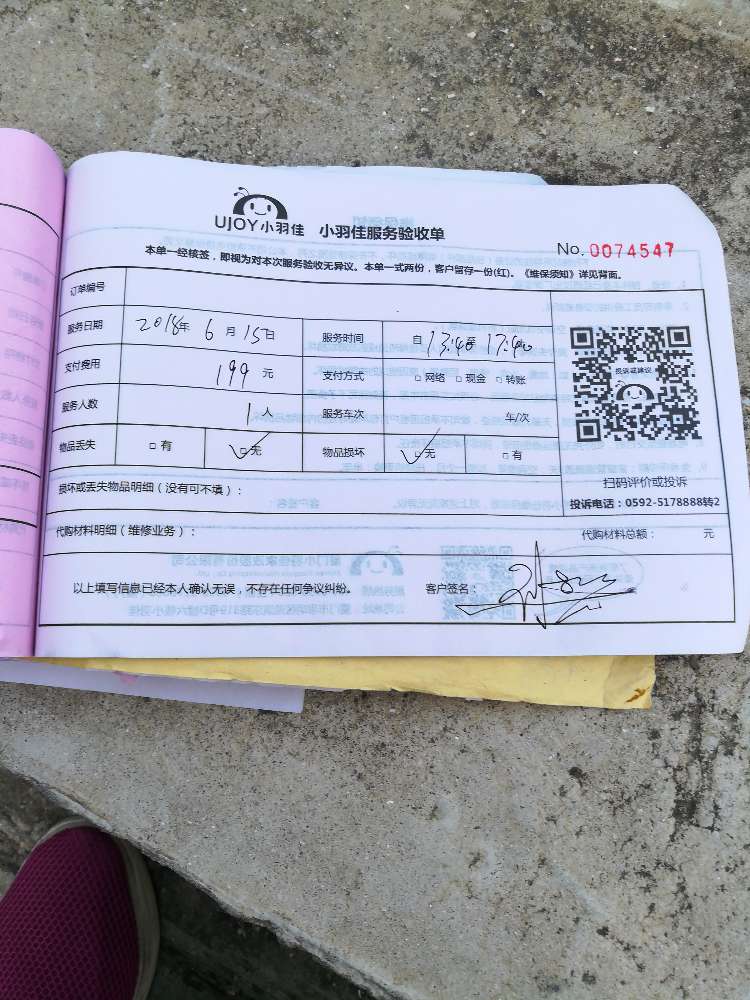 UJOY小羽佳 小羽佳服务验收单
No. 0074547
本单一经核签，即视为对本次服务验收无异议。本单一式两份，客户留存一份(红)。《维保须知》详见背面。
订单编号
服务日期 2018年 6月 15日 服务时间 自 13:40至 17:40
支付费用 199 元 支付方式 □ 网络 □ 现金 □ 转账
服务人数 1 人 服务车次 车/次
物品丢失 □ 有 ☑ 无 物品损坏 ☑ 无 □ 有
投诉或建议
扫码评价或投诉
投诉电话：0592-5178888转2
损坏或丢失物品明细（没有可不填）：
代购材料明细（维修业务）： 代购材料总额： 元
以上填写信息已经本人确认无误，不存在任何争议纠纷。 客户签名：